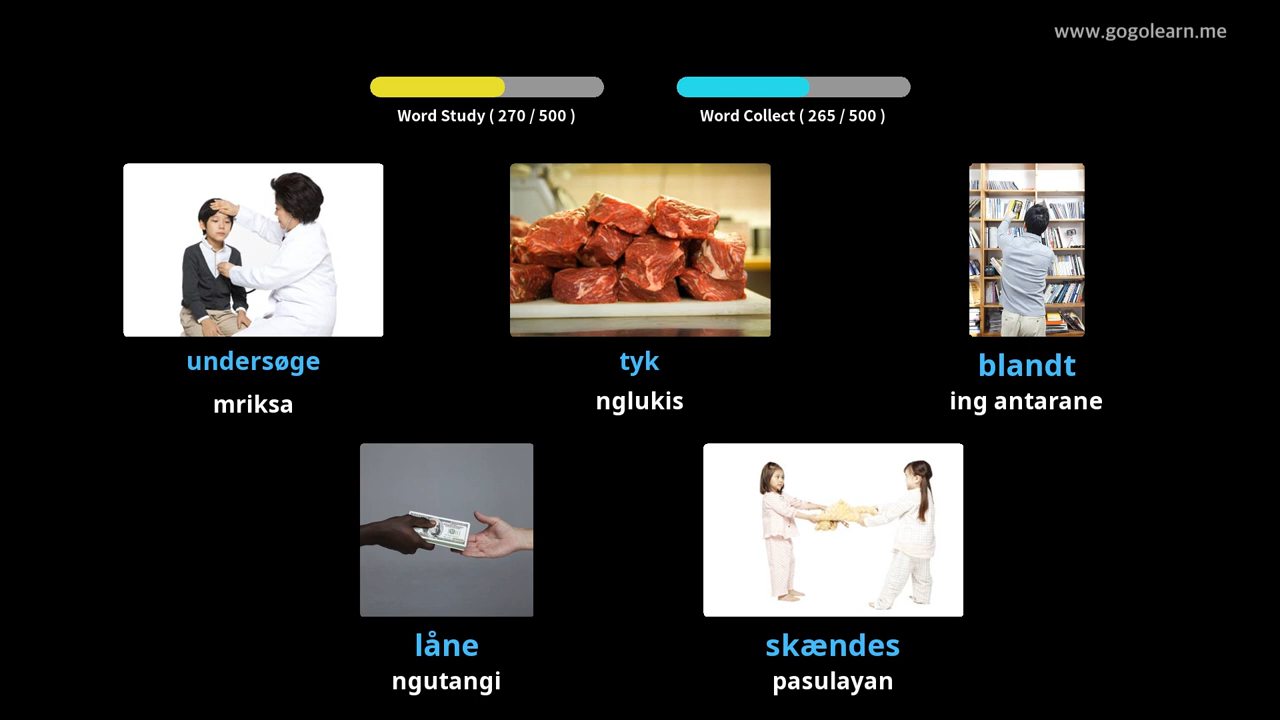 www.gogolearn.me
Word Study ( 270 / 500 )
Word Collect ( 265 / 500 )
undersøge
mriksa
tyk
nglukis
blandt
ing antarane
låne
ngutangi
skændes
pasulayan